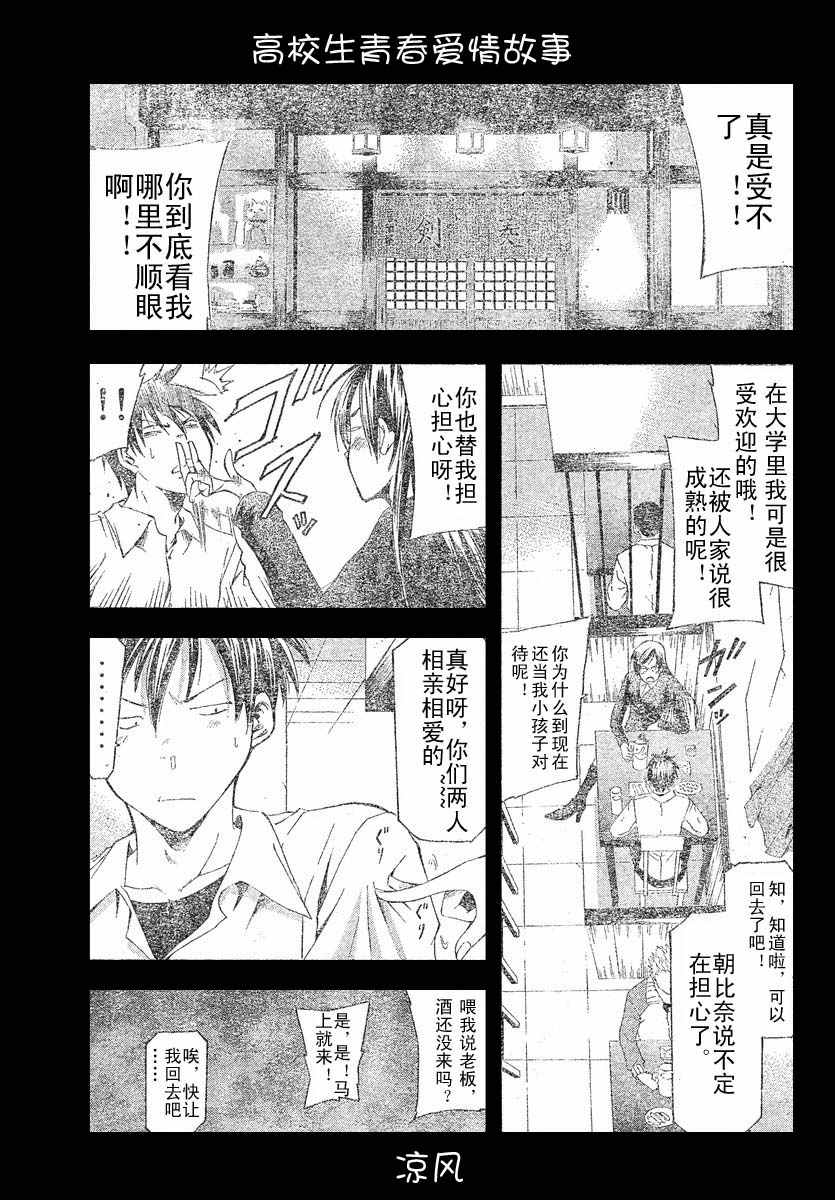 高校生青春爱情故事
真是受不
了！！
你到底看我
哪里不顺眼
啊！！
在大学里我可是很
受欢迎的哦！
还被人家说很
成熟的呢！
你为什么到现在
还当我小孩子对
待呢！
知，知道啦，可以
回去了吧！
朝比奈说不定
在担心了。
你也替我担
心担心呀！
！！
真好呀，你们两人
相亲相爱的
………
喂我说老板，
酒还没来吗？
是，是！马
上就来！
唉，快让
我回去吧
……
凉风